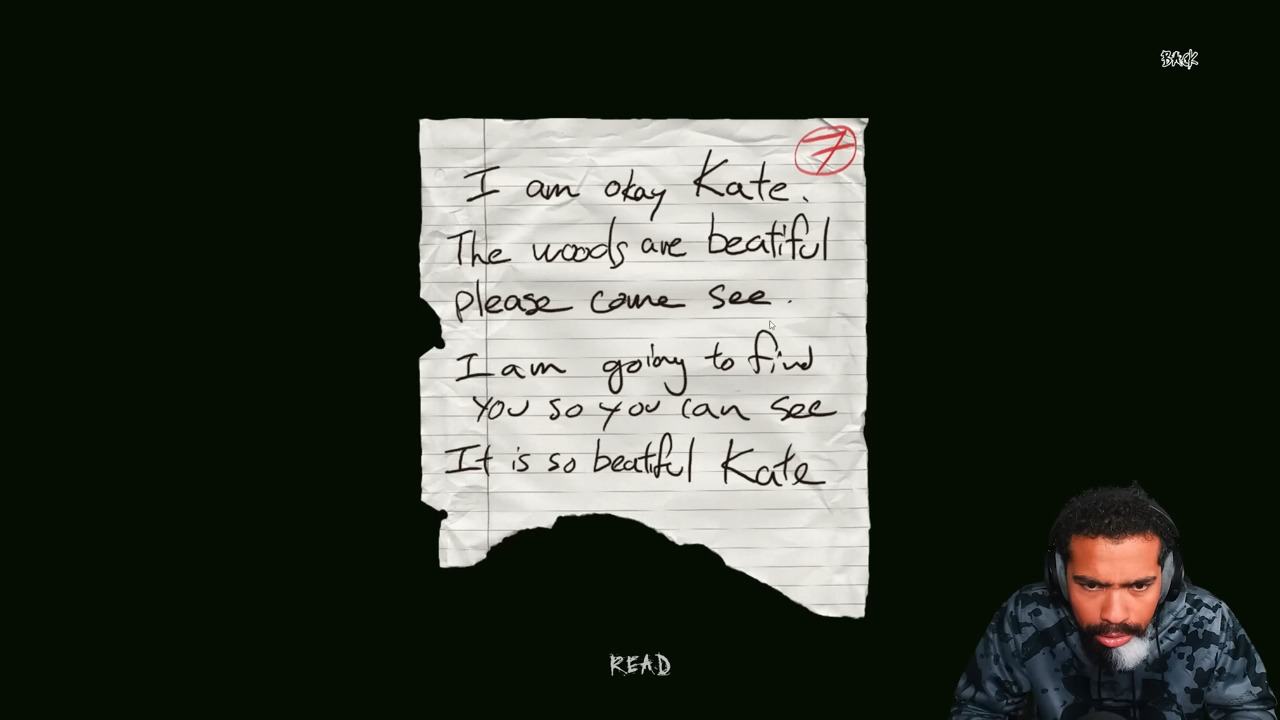 BACK
7
I am okay Kate.
The woods are beatiful
please come see.
I am going to find
you so you can see
It is so beatiful Kate
READ